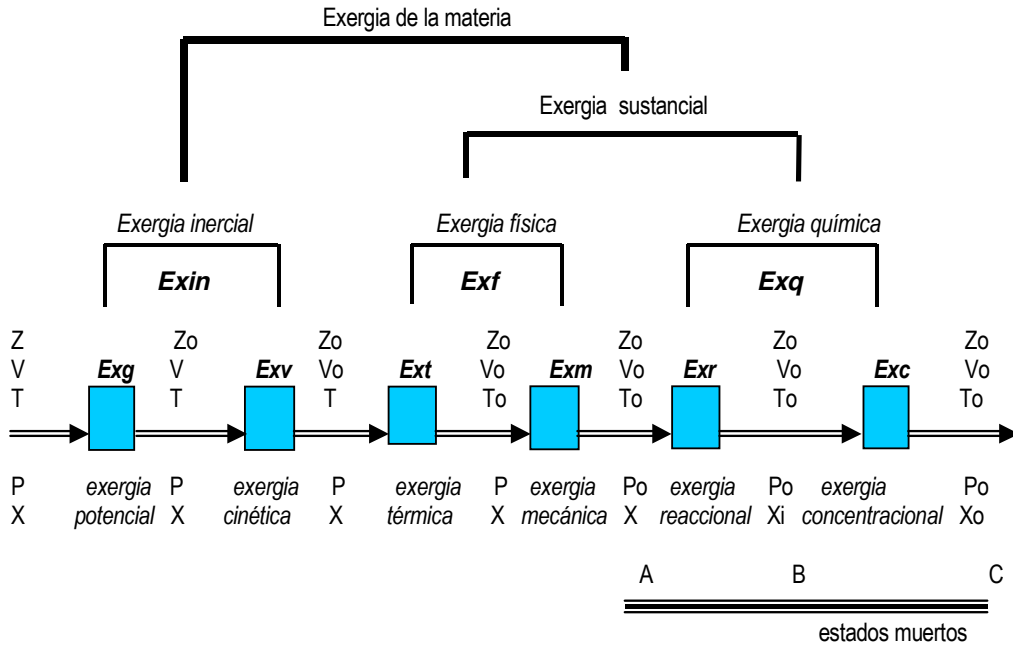 Exergia de la materia
Exergia sustancial
Exergia inercial Exergia física Exergia química
Exin Exf Exq
Z Zo Zo Zo Zo Zo Zo
V Exg V Exv Vo Ext Vo Exm Vo Exr Vo Exc Vo
T T T To To To To
P exergia P exergia P exergia P exergia Po exergia Po exergia Po
X potencial X cinética X térmica X mecánica X reaccional Xi concentracional Xo
A B C
estados muertos